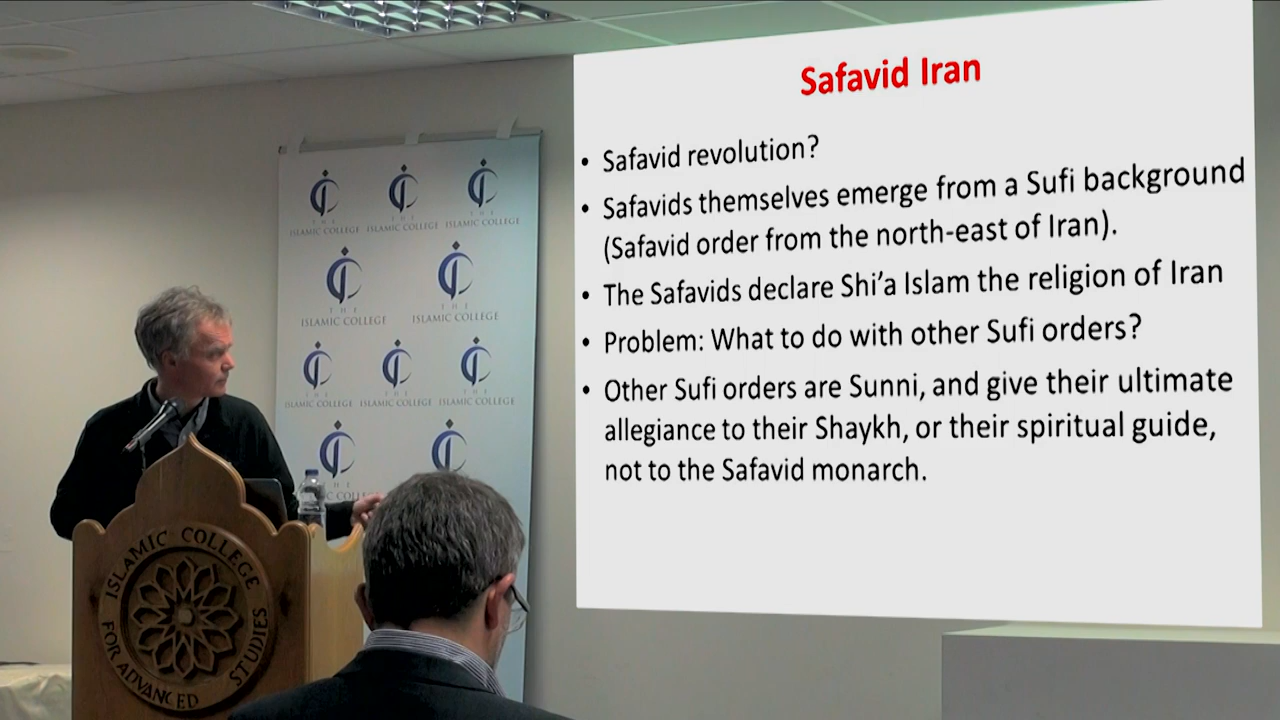 Safavid Iran
• Safavid revolution?
• Safavids themselves emerge from a Sufi background
(Safavid order from the north-east of Iran).
• The Safavids declare Shi’a Islam the religion of Iran
• Problem: What to do with other Sufi orders?
• Other Sufi orders are Sunni, and give their ultimate
allegiance to their Shaykh, or their spiritual guide,
not to the Safavid monarch.
THE THE THE
ISLAMIC COLLEGE ISLAMIC COLLEGE ISLAMIC COLLEGE
THE THE
ISLAMIC COLLEGE ISLAMIC COLLEGE
THE THE THE
ISLAMIC COLLEGE ISLAMIC COLLEGE ISLAMIC COLLEGE
ISLAMIC COLLEGE
FOR ADVANCED
STUDIES